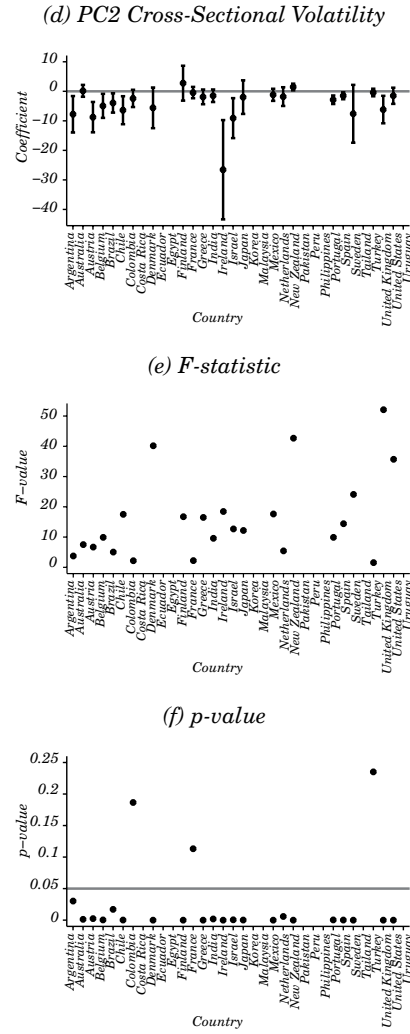 (d) PC2 Cross-Sectional Volatility
Coefficient
10
0
−10
−20
−30
−40
Argentina
Australia
Austria
Belgium
Brazil
Chile
Colombia
Costa Rica
Denmark
Ecuador
Egypt
Finland
France
Greece
India
Ireland
Israel
Japan
Korea
Malaysia
Mexico
Netherlands
New Zealand
Pakistan
Peru
Philippines
Portugal
Spain
Sweden
Tailand
Turkey
United Kingdom
United States
Uruguay
Country
(e) F-statistic
F-value
50
40
30
20
10
0
Argentina
Australia
Austria
Belgium
Brazil
Chile
Colombia
Costa Rica
Denmark
Ecuador
Egypt
Finland
France
Greece
India
Ireland
Israel
Japan
Korea
Malaysia
Mexico
Netherlands
New Zealand
Pakistan
Peru
Philippines
Portugal
Spain
Sweden
Tailand
Turkey
United Kingdom
United States
Uruguay
Country
(f) p-value
p-value
0.25
0.2
0.15
0.1
0.05
0
Argentina
Australia
Austria
Belgium
Brazil
Chile
Colombia
Costa Rica
Denmark
Ecuador
Egypt
Finland
France
Greece
India
Ireland
Israel
Japan
Korea
Malaysia
Mexico
Netherlands
New Zealand
Pakistan
Peru
Philippines
Portugal
Spain
Sweden
Tailand
Turkey
United Kingdom
United States
Uruguay
Country